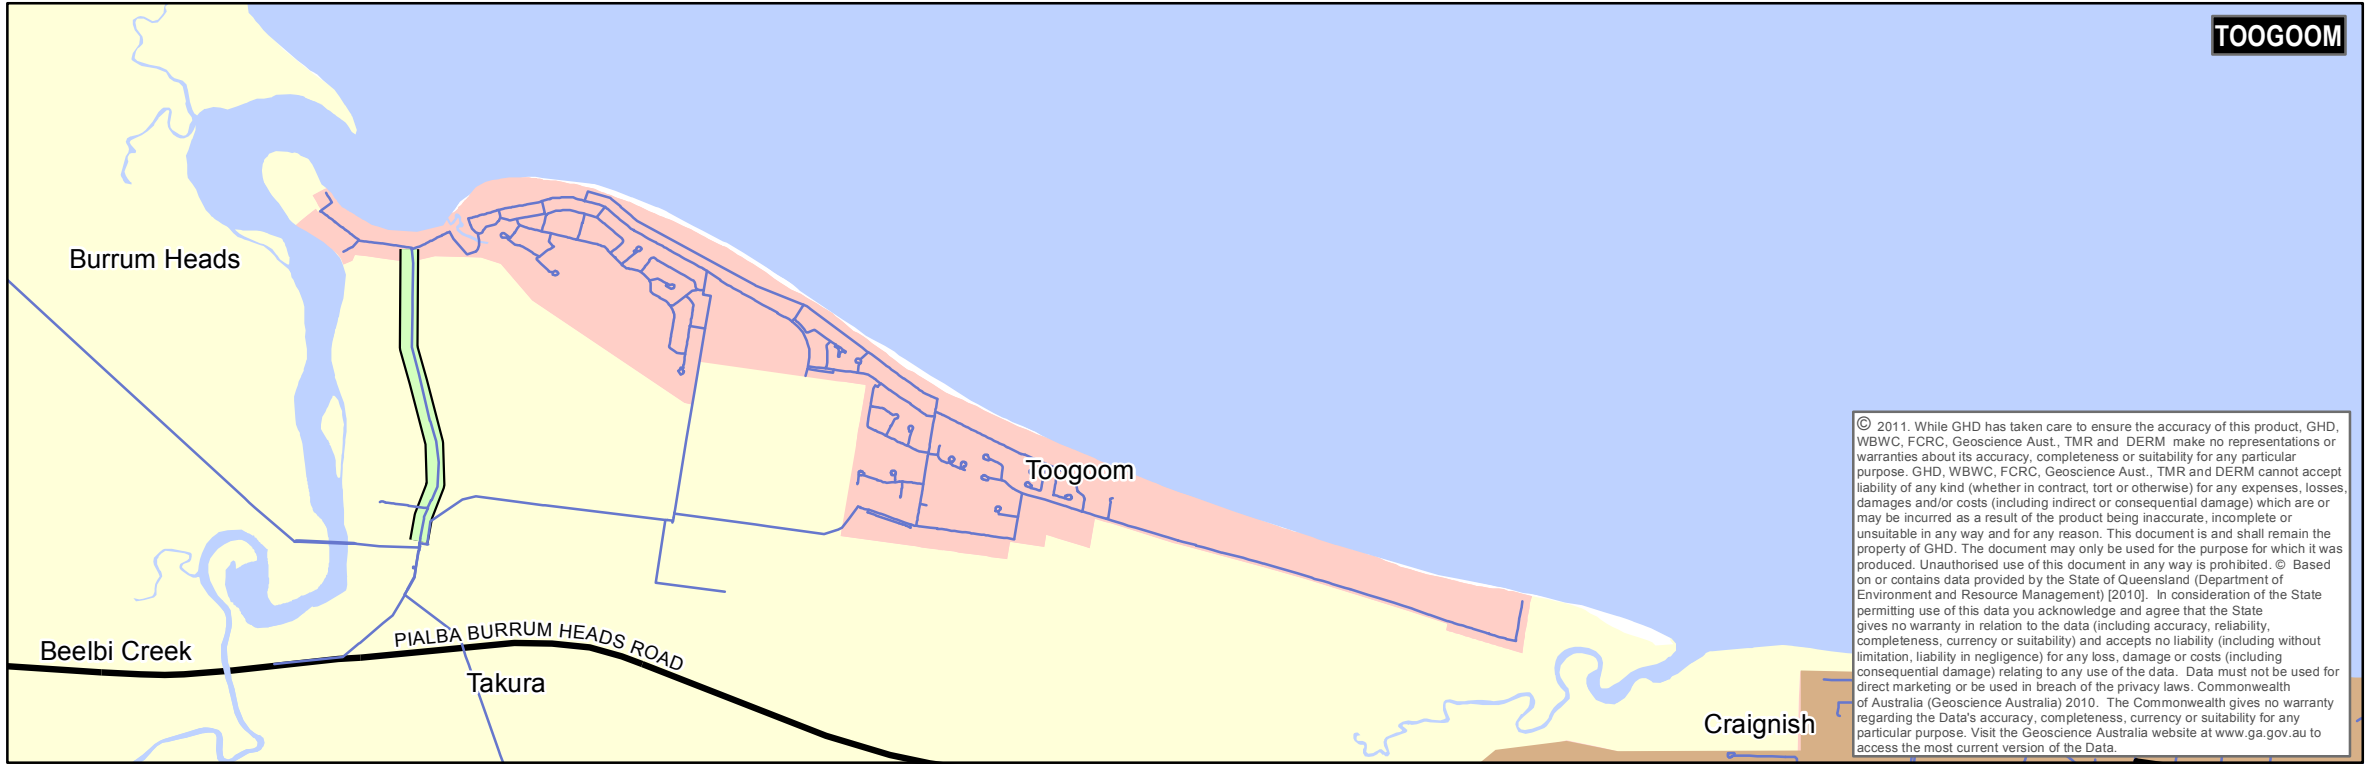 TOOGOOM
Burrum Heads
Toogoom
Beelbi Creek
PIALBA BURRUM HEADS ROAD
Takura
Craignish
© 2011. While GHD has taken care to ensure the accuracy of this product, GHD,
WBWC, FCRC, Geoscience Aust., TMR and DERM make no representations or
warranties about its accuracy, completeness or suitability for any particular
purpose. GHD, WBWC, FCRC, Geoscience Aust., TMR and DERM cannot accept
liability of any kind (whether in contract, tort or otherwise) for any expenses, losses,
damages and/or costs (including indirect or consequential damage) which are or
may be incurred as a result of the product being inaccurate, incomplete or
unsuitable in any way and for any reason. This document is and shall remain the
property of GHD. The document may only be used for the purpose for which it was
produced. Unauthorised use of this document in any way is prohibited. © Based
on or contains data provided by the State of Queensland (Department of
Environment and Resource Management) [2010]. In consideration of the State
permitting use of this data you acknowledge and agree that the State
gives no warranty in relation to the data (including accuracy, reliability,
completeness, currency or suitability) and accepts no liability (including without
limitation, liability in negligence) for any loss, damage or costs (including
consequential damage) relating to any use of the data. Data must not be used for
direct marketing or be used in breach of the privacy laws. Commonwealth
of Australia (Geoscience Australia) 2010. The Commonwealth gives no warranty
regarding the Data's accuracy, completeness, currency or suitability for any
particular purpose. Visit the Geoscience Australia website at www.ga.gov.au to
access the most current version of the Data.